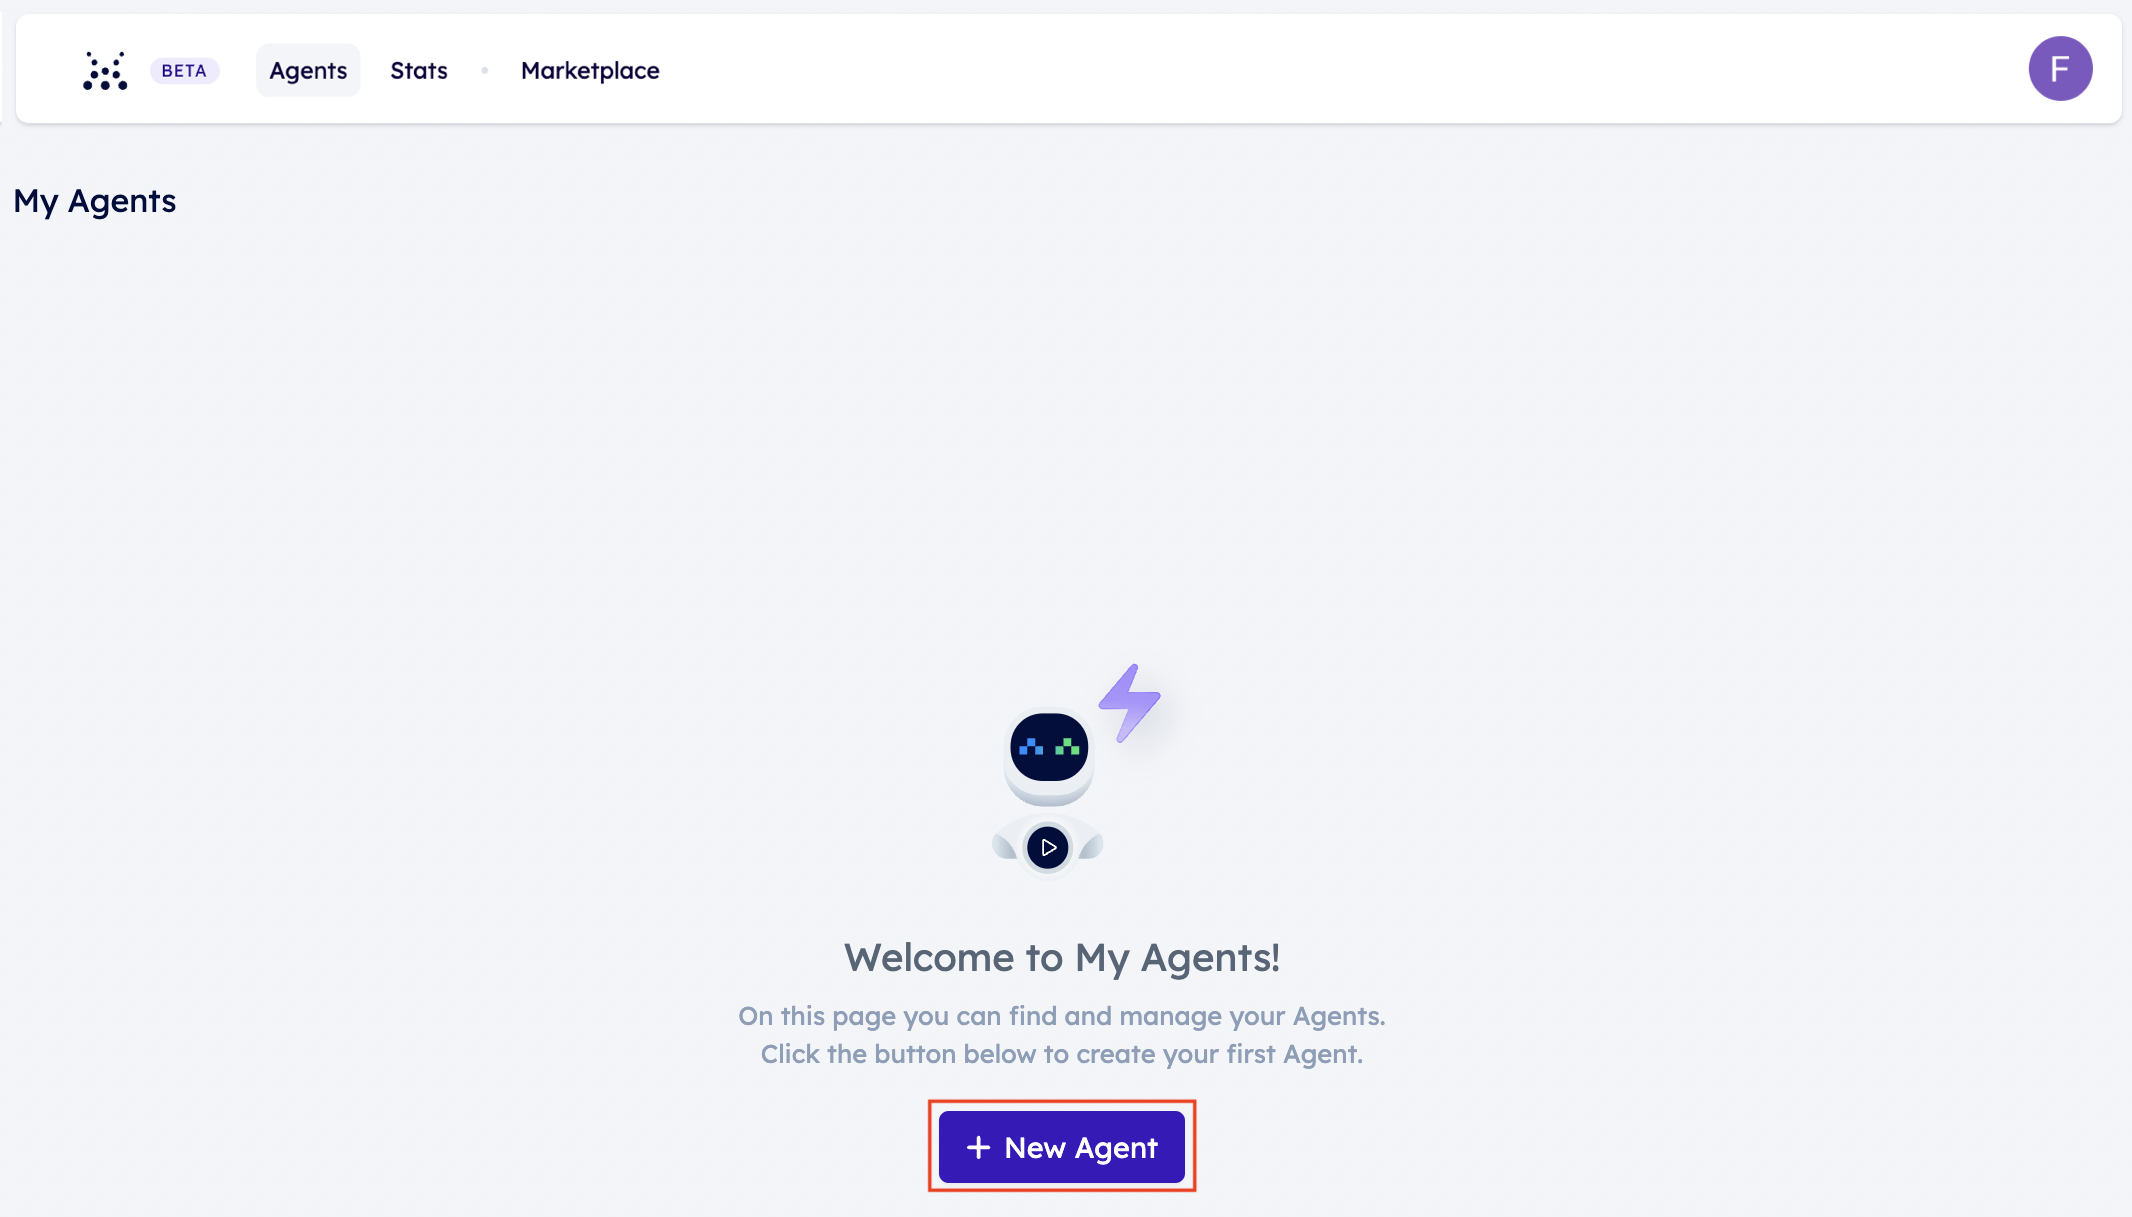 BETA
Agents
Stats
Marketplace
F
My Agents
Welcome to My Agents!
On this page you can find and manage your Agents.
Click the button below to create your first Agent.
+ New Agent